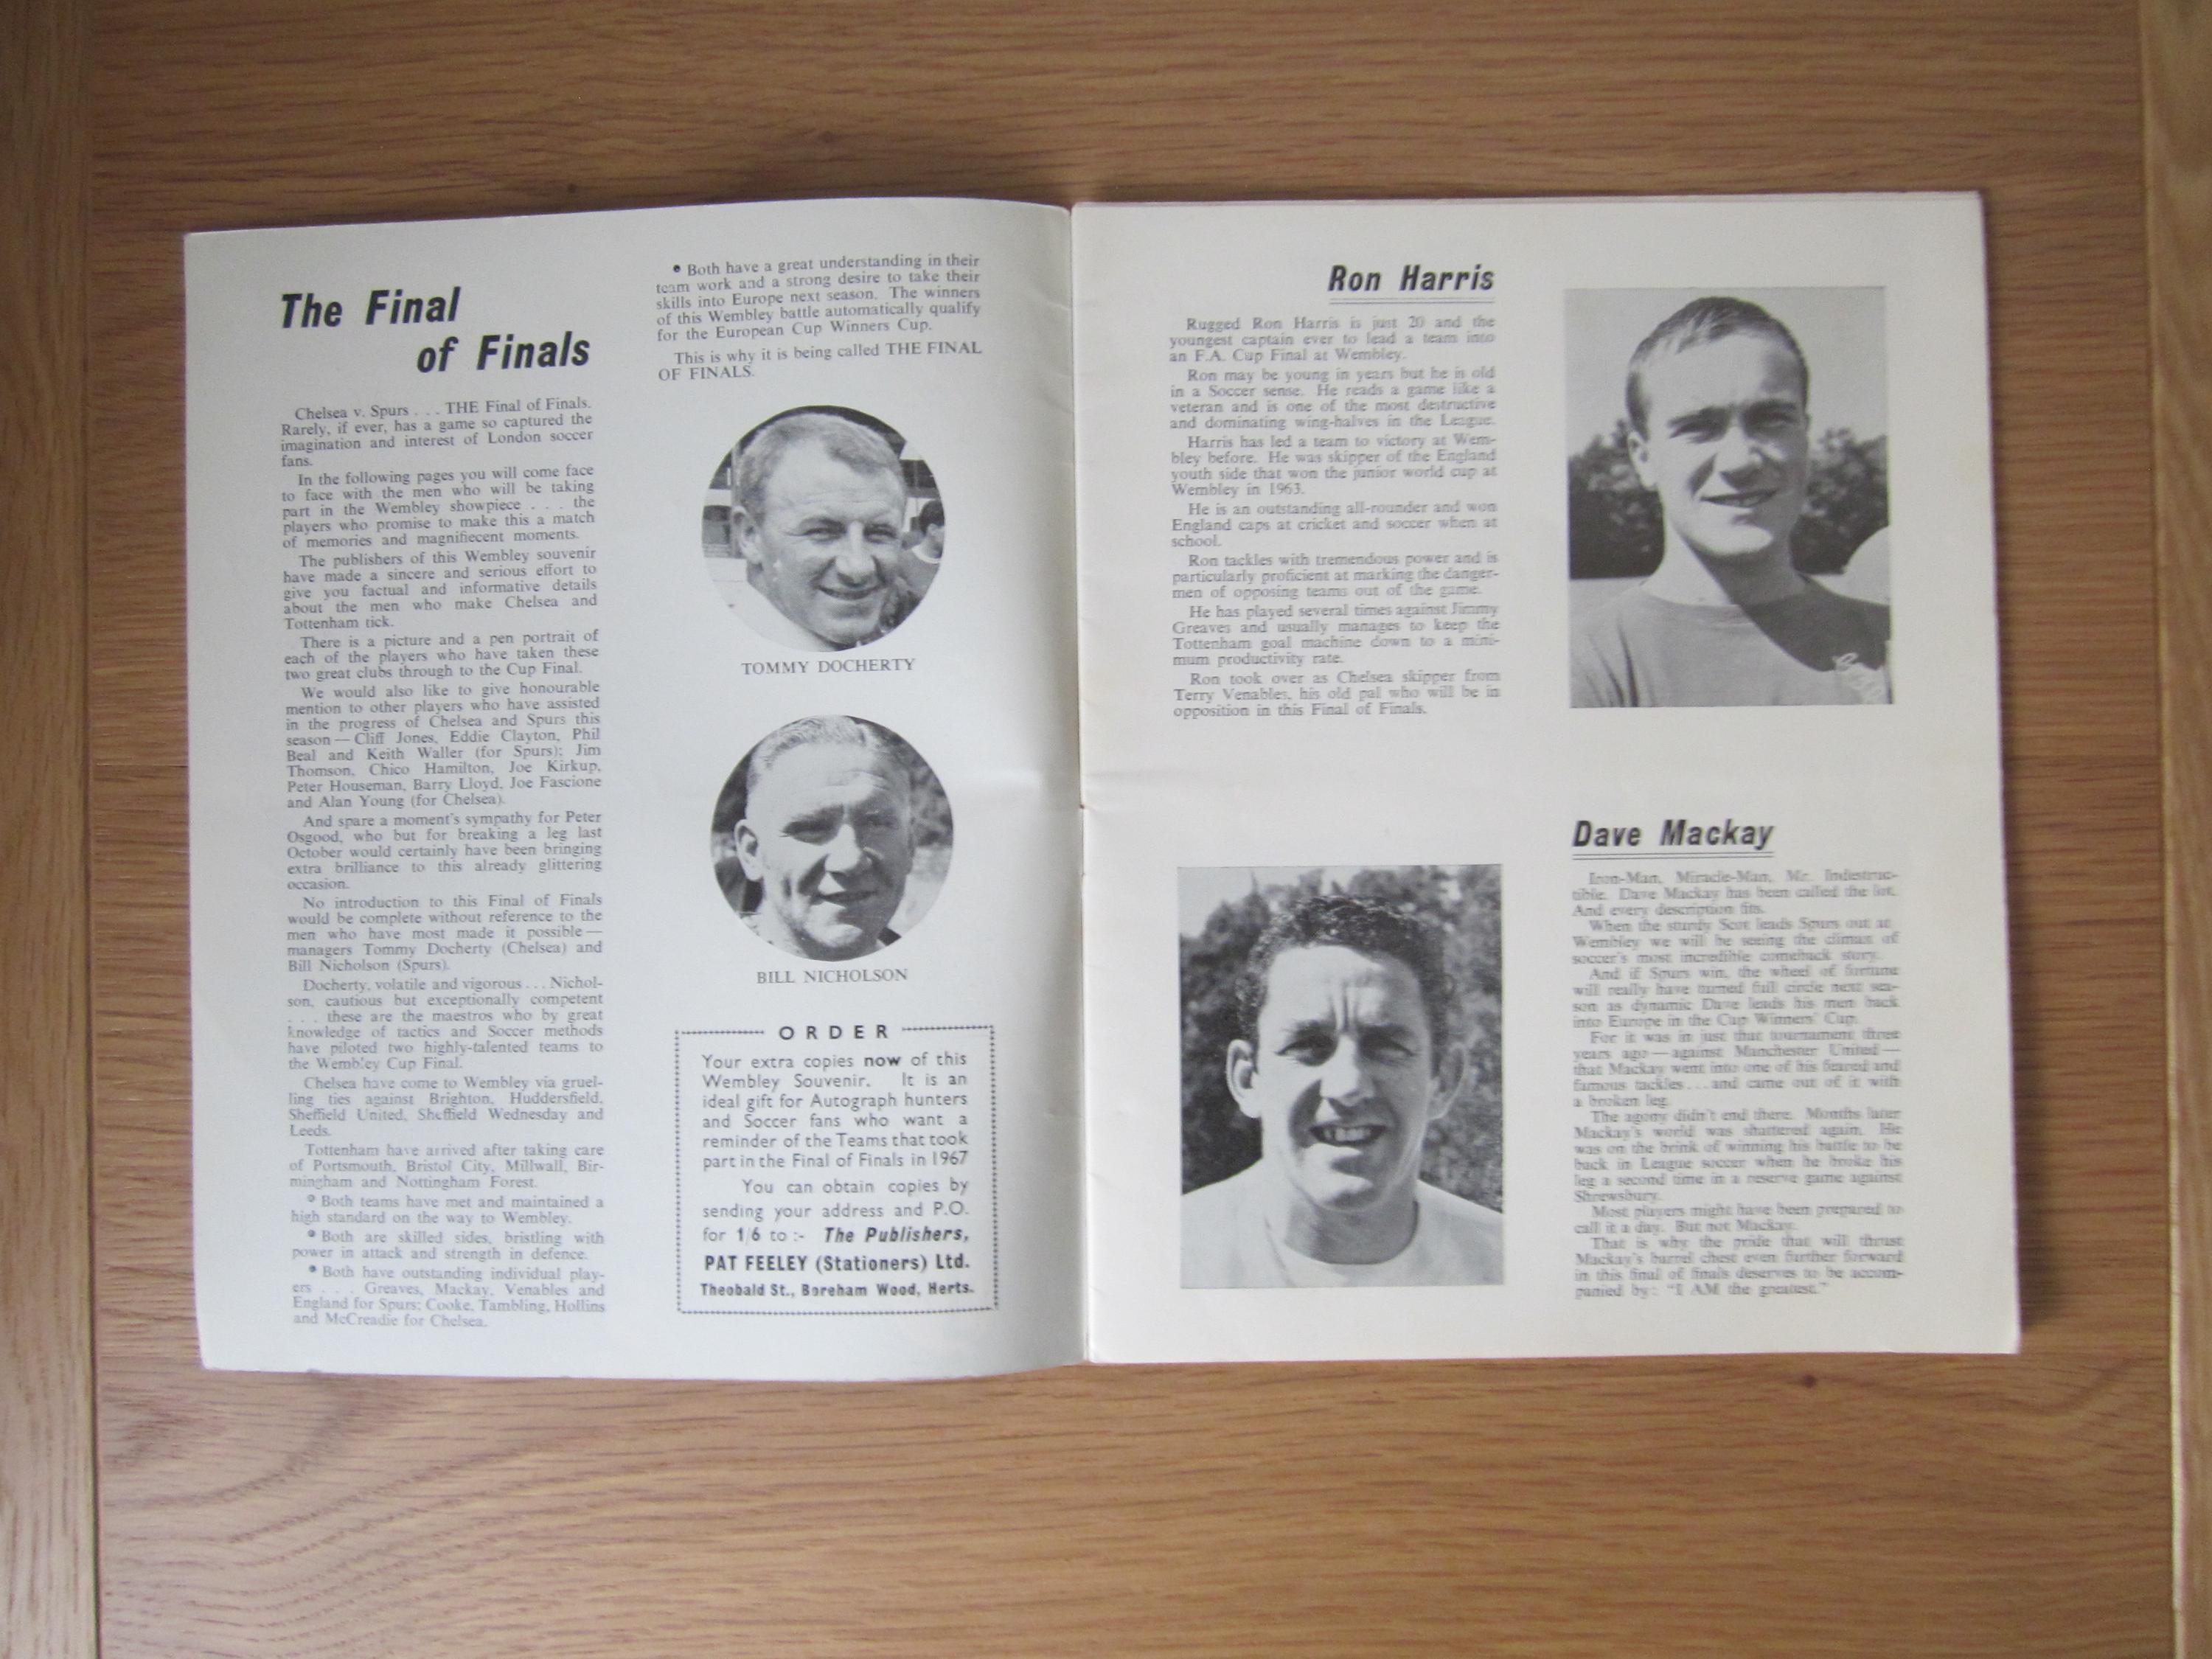 The Final
of Finals
Chelsea v. Spurs . . . THE Final of Finals.
Rarely, if ever, has a game so captured the
imagination and interest of London soccer
fans.
In the following pages you will come face
to face with the men who will be taking
part in the Wembley showpiece . . . the
players who promise to make this a match
of memories and magnifiecent moments.
The publishers of this Wembley souvenir
have made a sincere and serious effort to
give you factual and informative details
about the men who make Chelsea and
Tottenham tick.
There is a picture and a pen portrait of
each of the players who have taken these
two great clubs through to the Cup Final.
We would also like to give honourable
mention to other players who have assisted
in the progress of Chelsea and Spurs this
season — Cliff Jones, Eddie Clayton, Phil
Beal and Keith Waller (for Spurs); Jim
Thomson, Chico Hamilton, Joe Kirkup,
Peter Houseman, Barry Lloyd, Joe Fascione
and Alan Young (for Chelsea).
And spare a moment's sympathy for Peter
Osgood, who but for breaking a leg last
October would certainly have been bringing
extra brilliance to this already glittering
occasion.
No introduction to this Final of Finals
would be complete without reference to the
men who have most made it possible —
managers Tommy Docherty (Chelsea) and
Bill Nicholson (Spurs).
Docherty, volatile and vigorous . . . Nichol-
son, cautious but exceptionally competent
. . . these are the maestros who by great
knowledge of tactics and Soccer methods
have piloted two highly-talented teams to
the Wembley Cup Final.
Chelsea have come to Wembley via gruel-
ling ties against Brighton, Huddersfield,
Sheffield United, Sheffield Wednesday and
Leeds.
Tottenham have arrived after taking care
of Portsmouth, Bristol City, Millwall, Bir-
mingham and Nottingham Forest.
• Both teams have met and maintained a
high standard on the way to Wembley.
• Both are skilled sides, bristling with
power in attack and strength in defence.
• Both have outstanding individual play-
ers . . . Greaves, Mackay, Venables and
England for Spurs; Cooke, Tambling, Hollins
and McCreadie for Chelsea.
• Both have a great understanding in their
team work and a strong desire to take their
skills into Europe next season. The winners
of this Wembley battle automatically qualify
for the European Cup Winners Cup.
This is why it is being called THE FINAL
OF FINALS.
TOMMY DOCHERTY
BILL NICHOLSON
ORDER
Your extra copies now of this
Wembley Souvenir. It is an
ideal gift for Autograph hunters
and Soccer fans who want a
reminder of the Teams that took
part in the Final of Finals in 1967
You can obtain copies by
sending your address and P.O.
for 1/6 to :- The Publishers,
PAT FEELEY (Stationers) Ltd.
Theobald St., Boreham Wood, Herts.
Ron Harris
Rugged Ron Harris is just 20 and the
youngest captain ever to lead a team into
an F.A. Cup Final at Wembley.
Ron may be young in years but he is old
in a Soccer sense. He reads a game like a
veteran and is one of the most destructive
and dominating wing-halves in the League.
Harris has led a team to victory at Wem-
bley before. He was skipper of the England
youth side that won the junior world cup at
Wembley in 1963.
He is an outstanding all-rounder and won
England caps at cricket and soccer when at
school.
Ron tackles with tremendous power and is
particularly proficient at marking the danger-
men of opposing teams out of the game.
He has played several times against Jimmy
Greaves and usually manages to keep the
Tottenham goal machine down to a mini-
mum productivity rate.
Ron took over as Chelsea skipper from
Terry Venables, his old pal who will be in
opposition in this Final of Finals.
Dave Mackay
Iron-Man, Miracle-Man, Mr. Indestruc-
tible. Dave Mackay has been called the lot.
And every description fits.
When the sturdy Scot leads Spurs out at
Wembley we will be seeing the climax of
soccer's most incredible comeback story.
And if Spurs win, the wheel of fortune
will really have turned full circle next sea-
son as dynamic Dave leads his men back
into Europe in the Cup Winners' Cup.
For it was in just that tournament three
years ago — against Manchester United —
that Mackay went into one of his feared and
famous tackles . . . and came out of it with
a broken leg.
The agony didn't end there. Months later
Mackay's world was shattered again. He
was on the brink of winning his battle to be
back in League soccer when he broke his
leg a second time in a reserve game against
Shrewsbury.
Most players might have been prepared to
call it a day. But not Mackay.
That is why the pride that will thrust
Mackay's barrel chest even further forward
in this final of finals deserves to be accom-
panied by: "I AM the greatest."